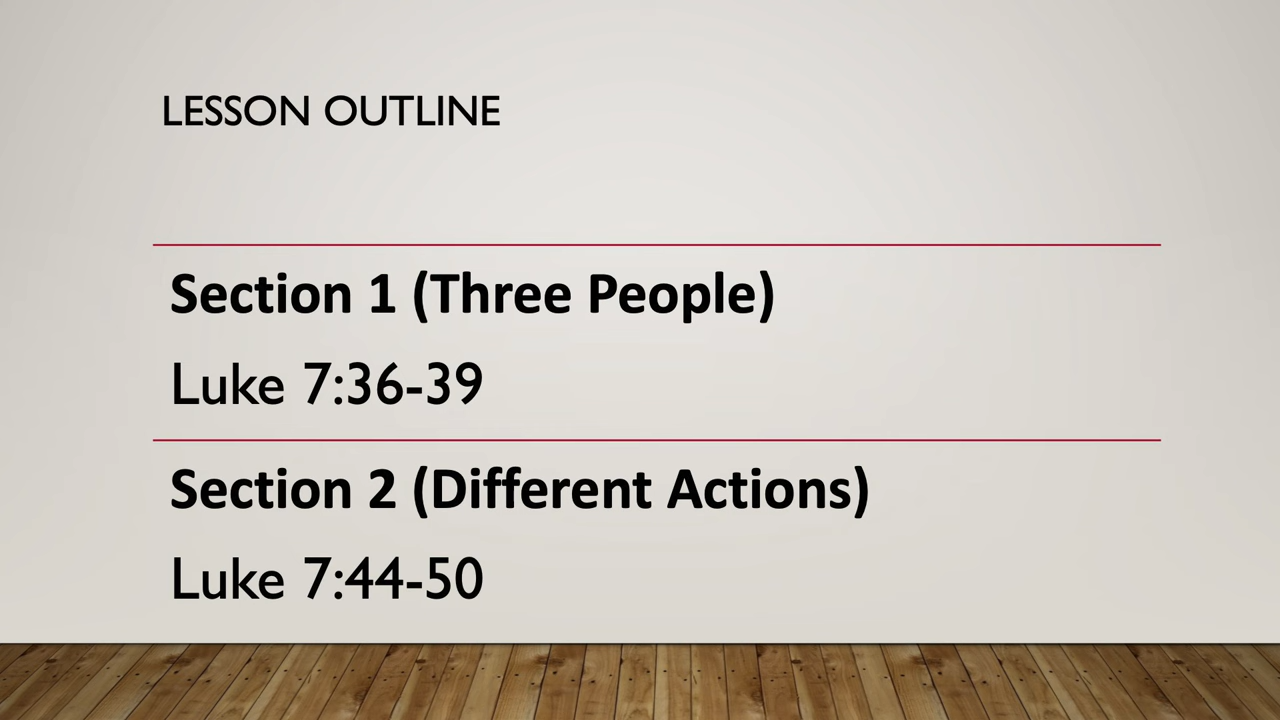 LESSON OUTLINE
Section 1 (Three People)
Luke 7:36-39
Section 2 (Different Actions)
Luke 7:44-50